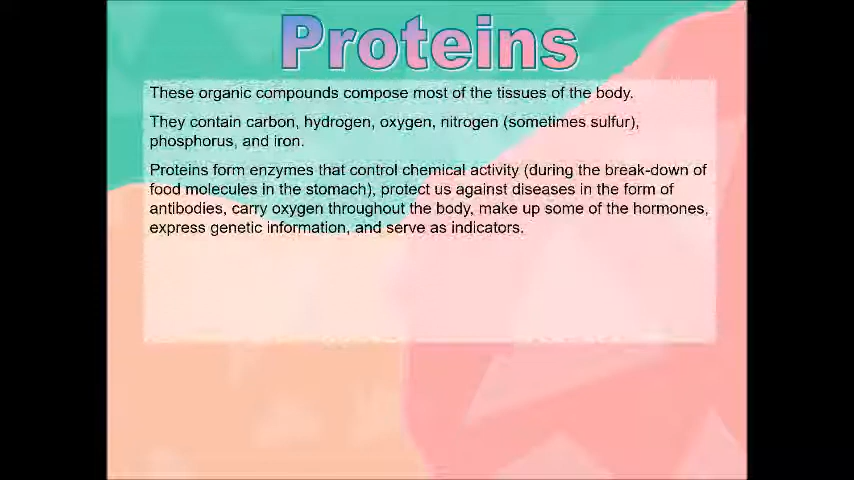 Proteins
These organic compounds compose most of the tissues of the body.
They contain carbon, hydrogen, oxygen, nitrogen (sometimes sulfur),
phosphorus, and iron.
Proteins form enzymes that control chemical activity (during the break-down of
food molecules in the stomach), protect us against diseases in the form of
antibodies, carry oxygen throughout the body, make up some of the hormones,
express genetic information, and serve as indicators.